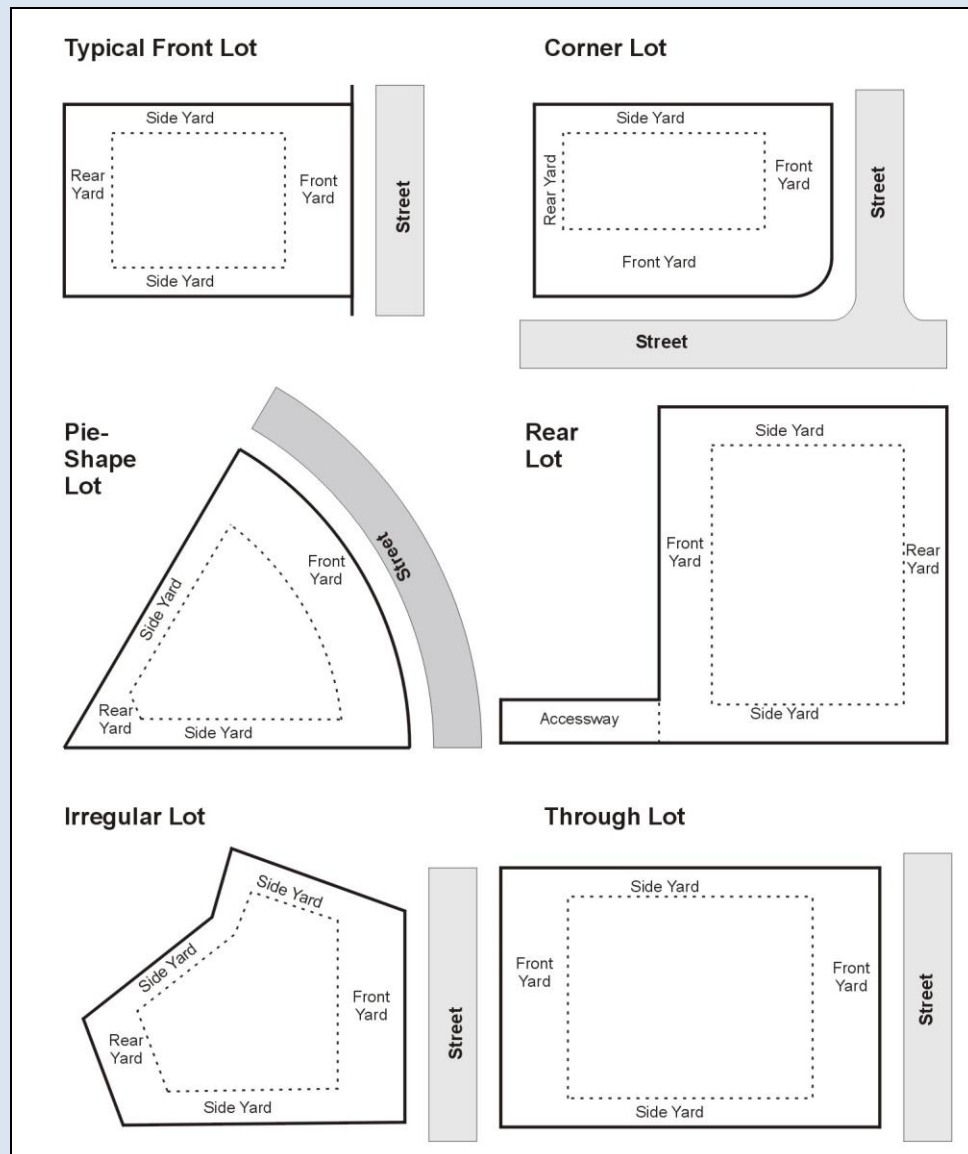 Typical Front Lot
Side Yard
Rear
Yard
Front
Yard
Side Yard
Street
Corner Lot
Side Yard
Rear Yard
Front
Yard
Front Yard
Street
Street
Pie-
Shape
Lot
Street
Front
Yard
Side Yard
Rear
Yard
Side Yard
Rear
Lot
Side Yard
Front
Yard
Rear
Yard
Side Yard
Accessway
Irregular Lot
Side Yard
Side Yard
Front
Yard
Rear
Yard
Side Yard
Street
Through Lot
Side Yard
Front
Yard
Front
Yard
Side Yard
Street